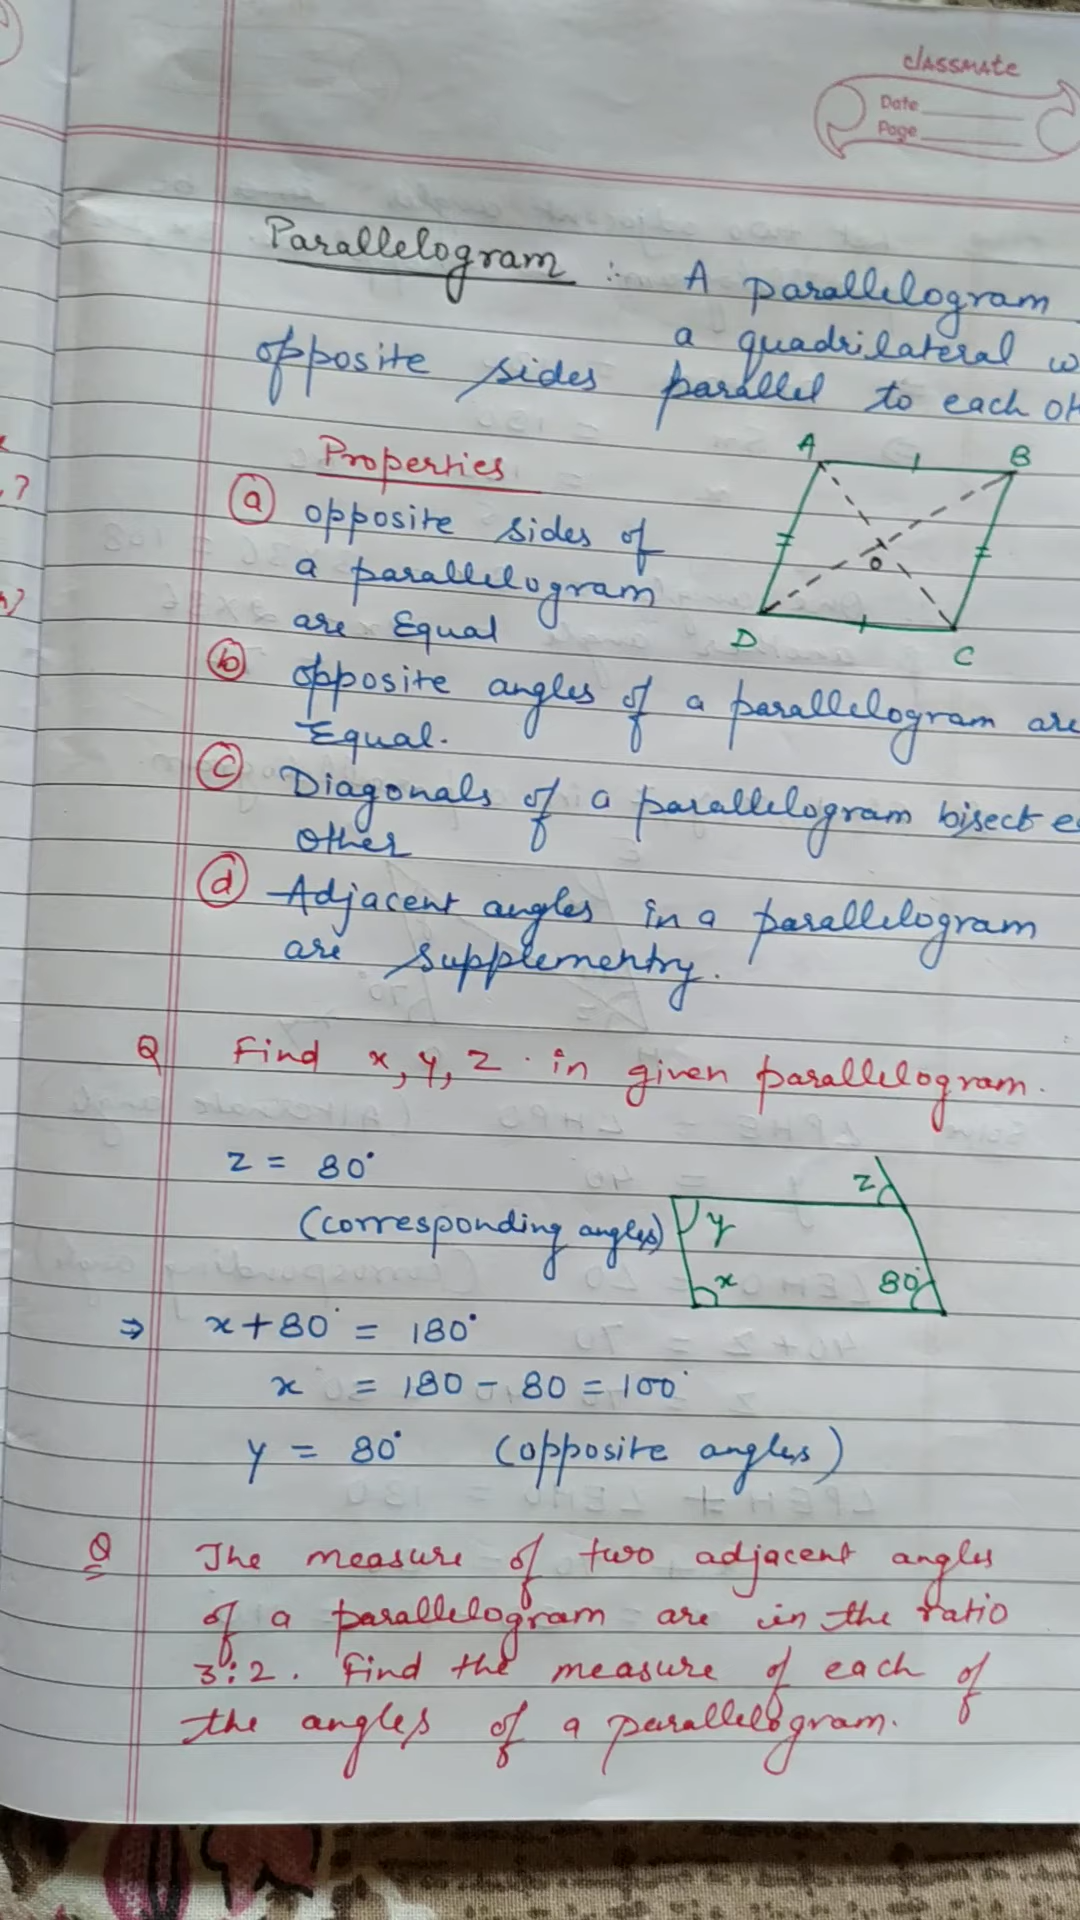 classmate
Date
Page
Parallelogram :- A parallelogram
a quadrilateral
opposite sides parallel to each
Properties
(a) opposite sides of
a parallelogram
are Equal
A
B
O
D
C
(b) opposite angles of a parallelogram are
Equal.
(c) Diagonals of a parallelogram bisect
other
(d) Adjacent angles in a parallelogram
are supplementry.
Q Find x, y, z in given parallelogram.
z = 80°
(corresponding angles)
z
y
x
80°
⇒ x + 80° = 180°
x = 180 - 80 = 100°
y = 80° (opposite angles)
Q The measure of two adjacent angles
of a parallelogram are in the ratio
3:2. Find the measure of each of
the angles of a parallelogram.